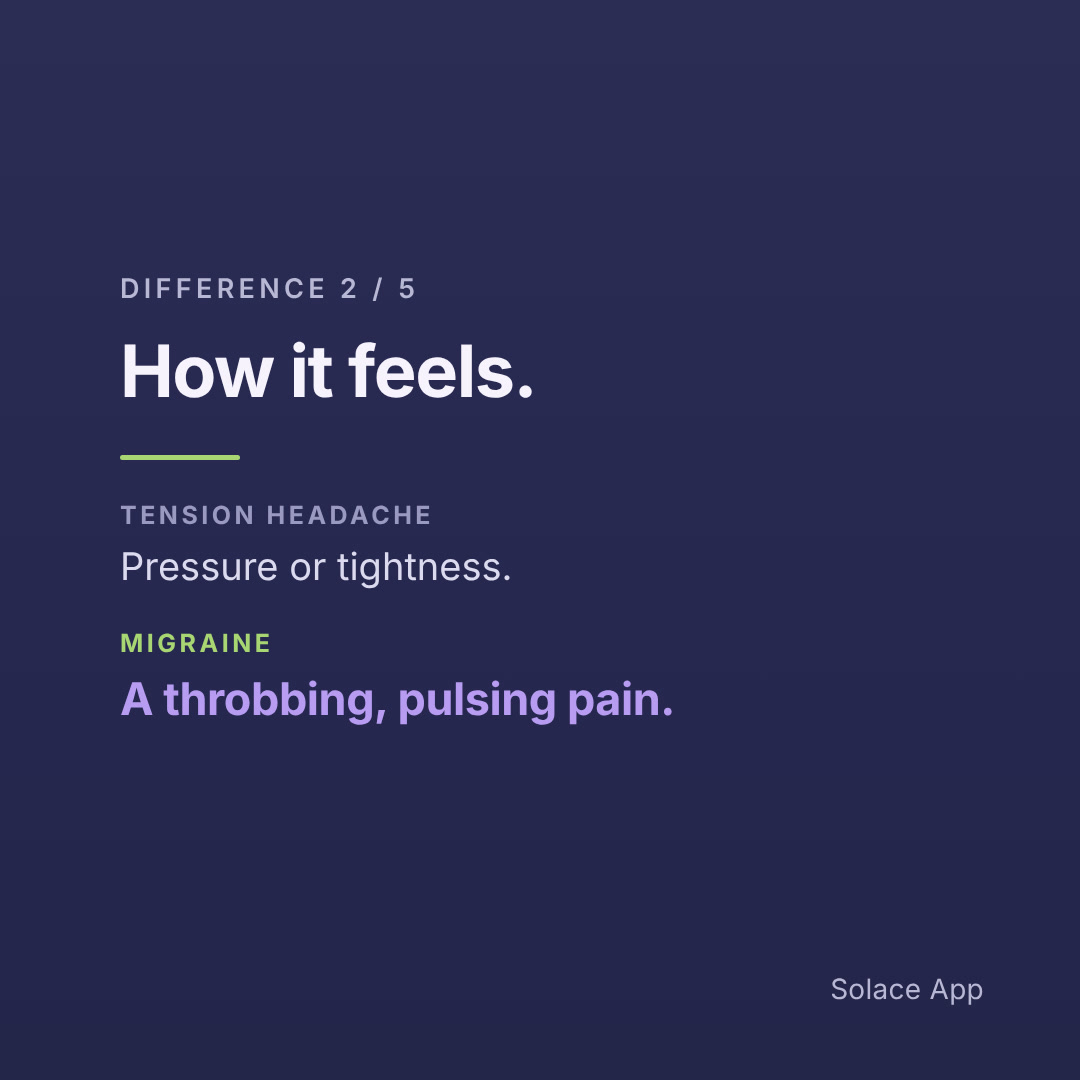 DIFFERENCE 2 / 5
How it feels.
TENSION HEADACHE
Pressure or tightness.
MIGRAINE
A throbbing, pulsing pain.
Solace App